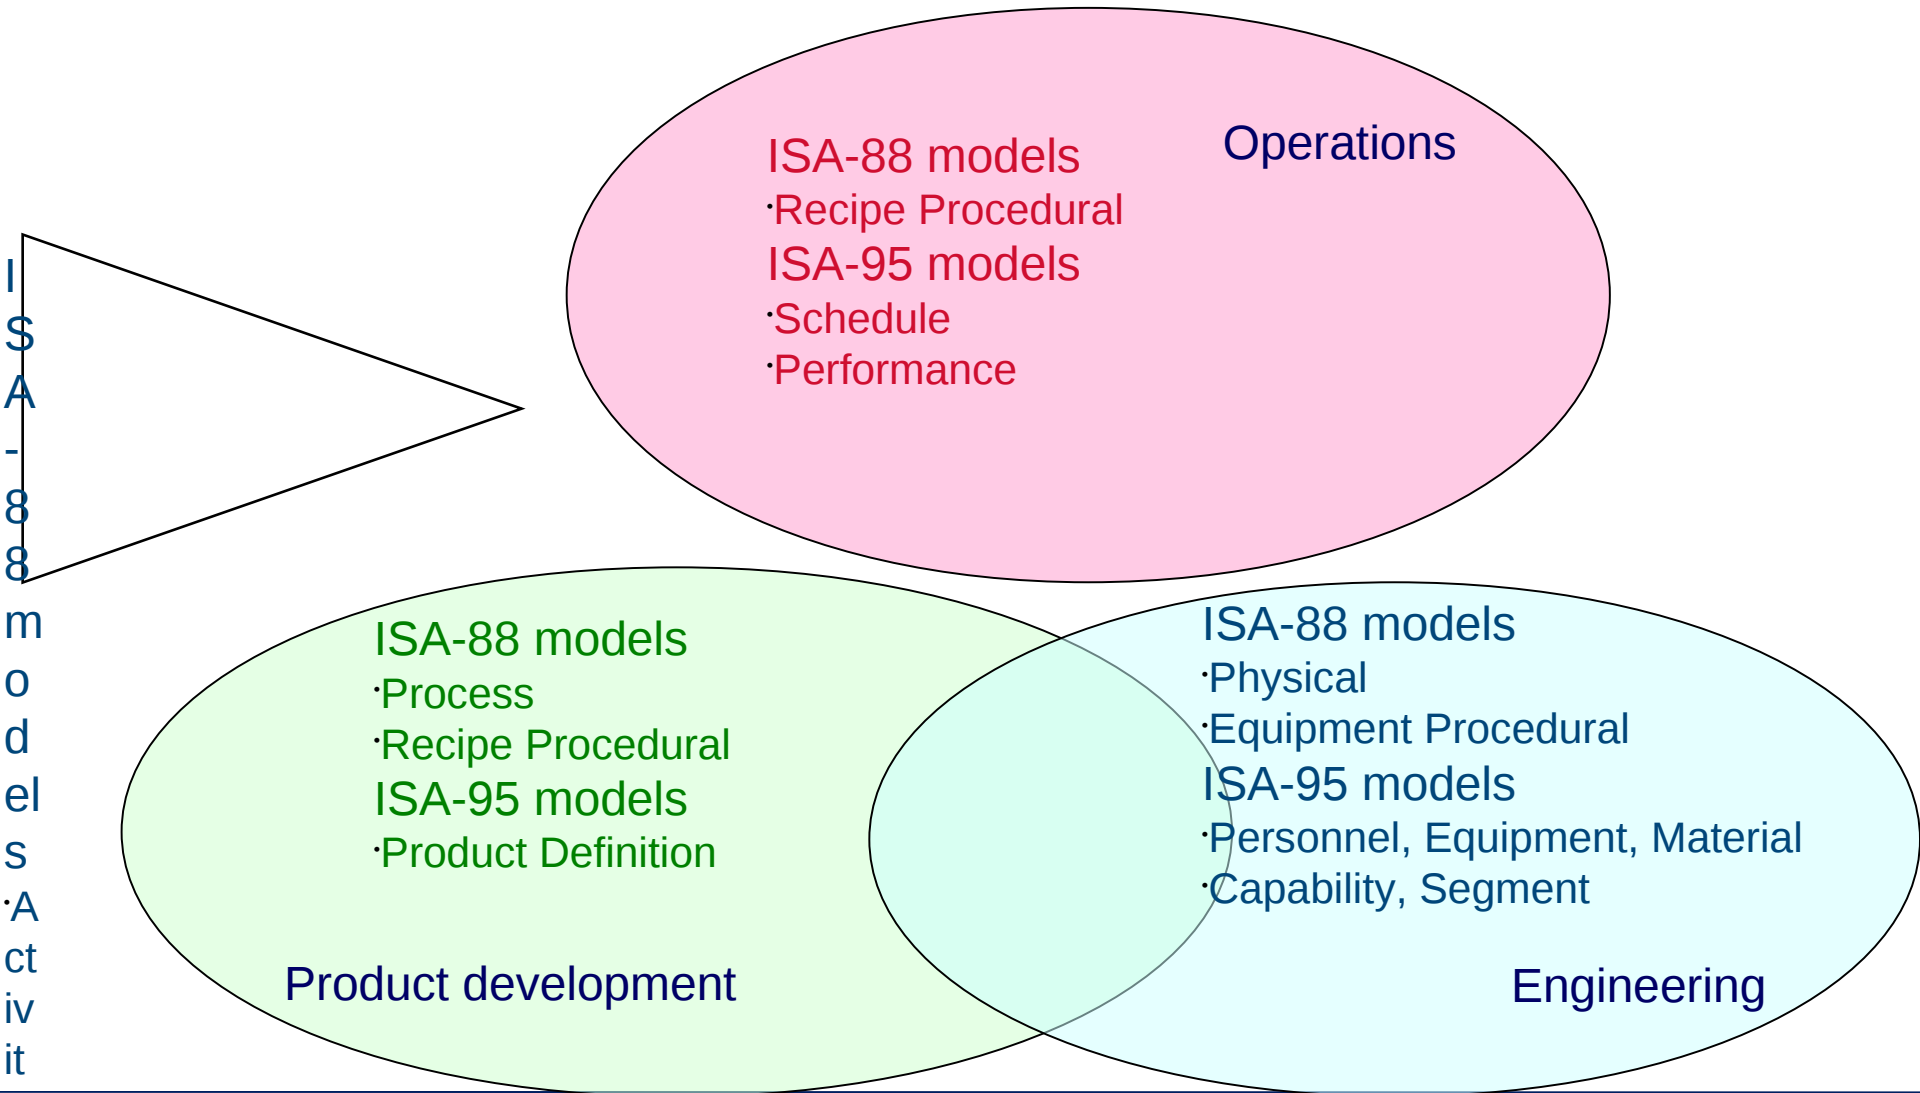 Operations
ISA-88 models
·Recipe Procedural
ISA-95 models
·Schedule
·Performance
I
S
A
-
8
8
m
o
d
el
s
·A
ct
iv
it
ISA-88 models
·Process
·Recipe Procedural
ISA-95 models
·Product Definition
Product development
ISA-88 models
·Physical
·Equipment Procedural
ISA-95 models
·Personnel, Equipment, Material
·Capability, Segment
Engineering